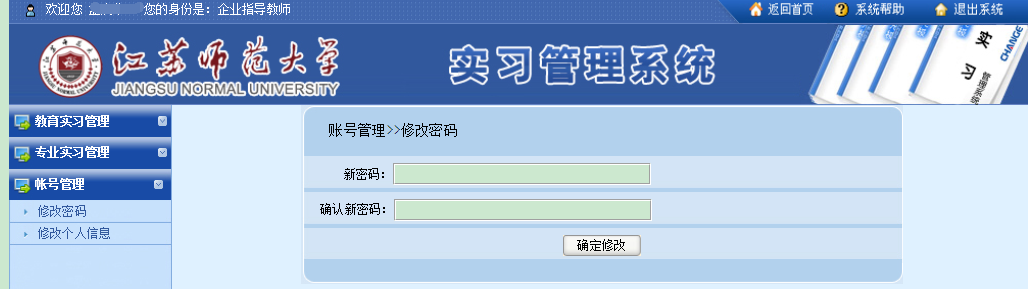 欢迎您 您的身份是：企业指导教师
返回首页 系统帮助 退出系统
江苏师范大学
JIANGSU NORMAL UNIVERSITY
实习管理系统
实习
CHANGE
教育实习管理
专业实习管理
帐号管理
修改密码
修改个人信息
账号管理>>修改密码
新密码：
确认新密码：
确定修改